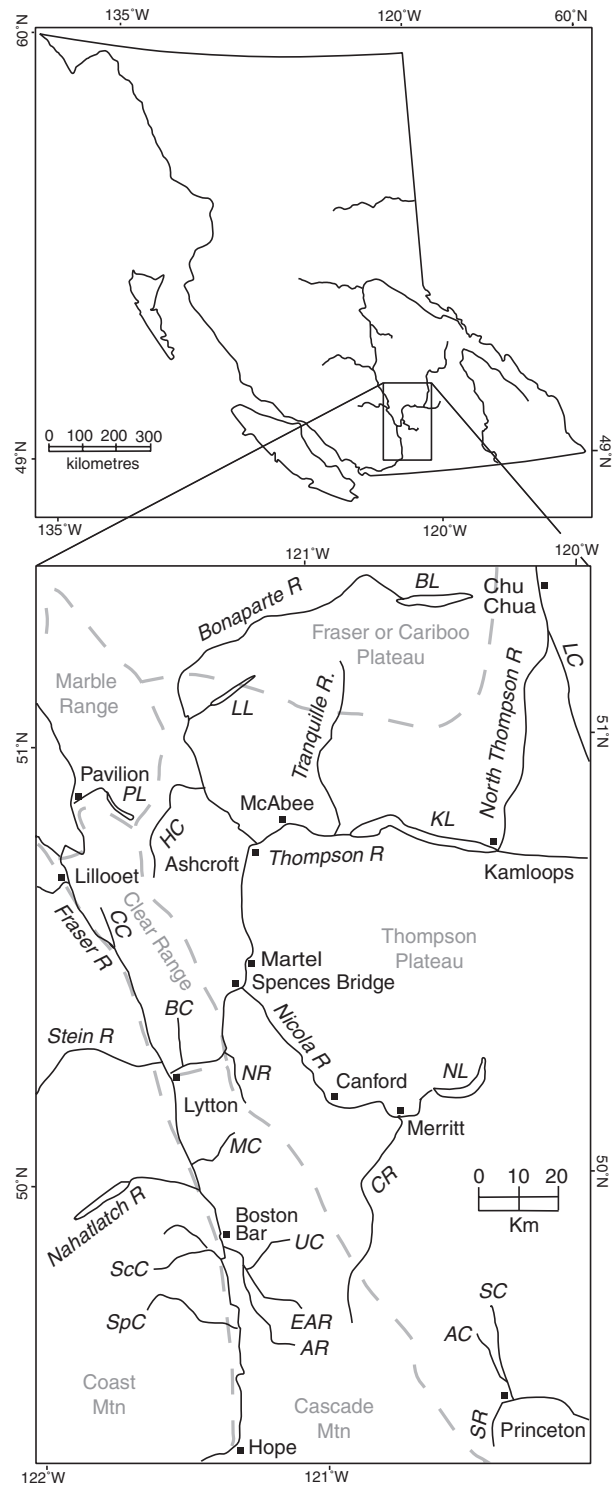 135˚W
120˚W
60˚N
60˚N
0 100 200 300
kilometres
49˚N
49˚N
135˚W
120˚W
121˚W
120˚W
BL
Chu
Chua
Bonaparte R
Fraser or Cariboo
Plateau
LC
Marble
Range
LL
Tranquille R.
North Thompson R
51˚N
51˚N
Pavilion
PL
McAbee
KL
HC
Ashcroft
Thompson R
Kamloops
Lillooet
Fraser R
CC
Clear Range
Thompson
Plateau
Martel
Spences Bridge
BC
Nicola R
Stein R
NR
Canford
NL
Lytton
Merritt
MC
CR
50˚N
50˚N
0 10 20
Km
Nahatlatch R
Boston
Bar
UC
ScC
SC
EAR
SpC
AC
AR
Coast
Mtn
Cascade
Mtn
SR
Princeton
Hope
122˚W
121˚W